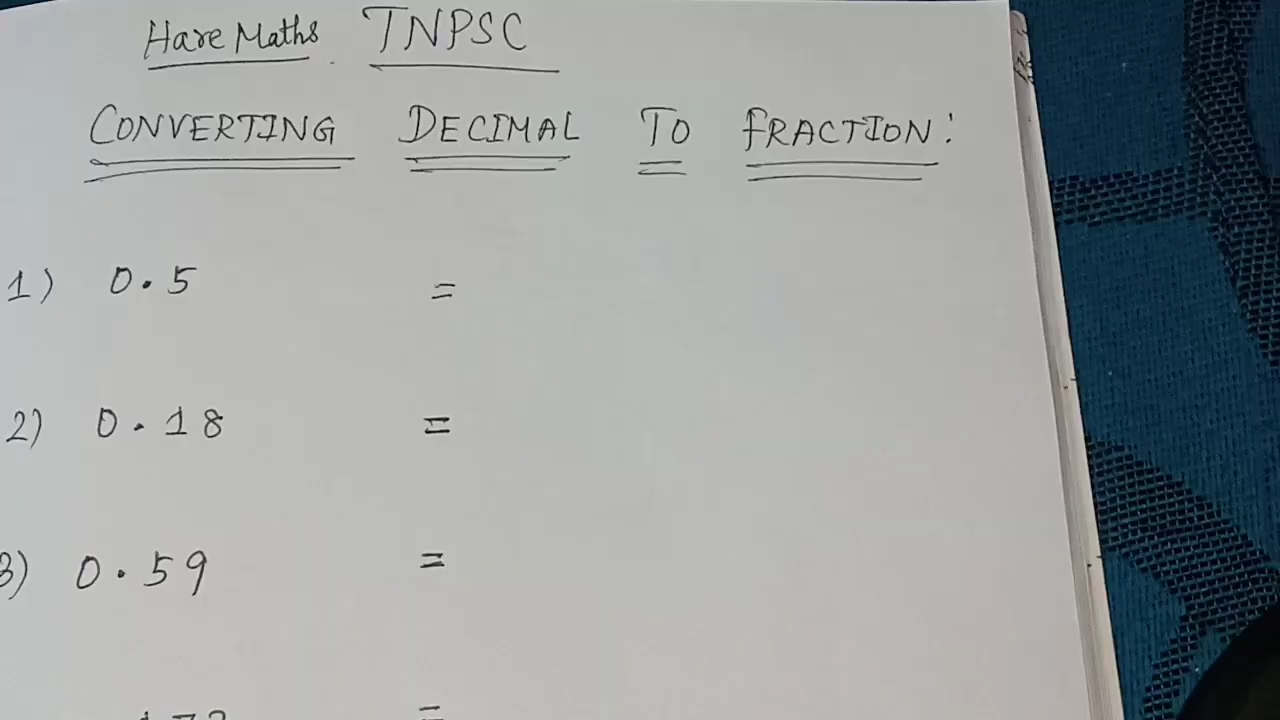 Hare Maths. TNPSC
CONVERTING DECIMAL TO FRACTION:
1) 0.5 =
2) 0.18 =
3) 0.59 =
=